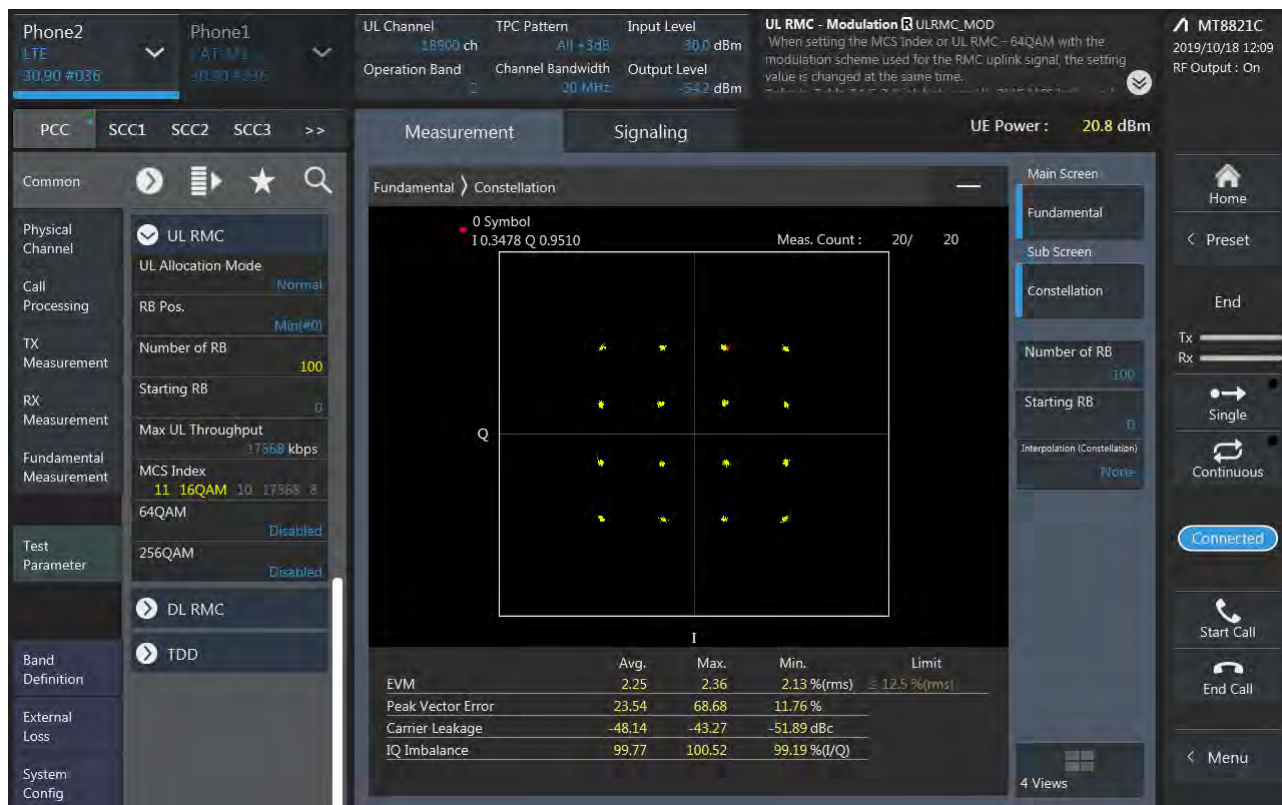 Phone2
LTE
30.90 #036
Phone1
CAT-M1
30.90 #036
UL Channel
18900 ch
Operation Band
2
TPC Pattern
All +3dB
Channel Bandwidth
20 MHz
Input Level
30.0 dBm
Output Level
-54.2 dBm
UL RMC - Modulation R ULRMC_MOD
When setting the MCS Index or UL RMC - 64QAM with the
modulation scheme used for the RMC uplink signal, the setting
value is changed at the same time.
MT8821C
2019/10/18 12:09
RF Output : On
PCC SCC1 SCC2 SCC3 >>
Measurement
Signaling
UE Power : 20.8 dBm
Common
Physical
Channel
Call
Processing
TX
Measurement
RX
Measurement
Fundamental
Measurement
Test
Parameter
Band
Definition
External
Loss
System
Config
UL RMC
UL Allocation Mode
Normal
RB Pos.
Min(#0)
Number of RB
100
Starting RB
0
Max UL Throughput
17568 kbps
MCS Index
11 16QAM 10 17568 8
64QAM
Disabled
256QAM
Disabled
DL RMC
TDD
Fundamental > Constellation
0 Symbol
I 0.3478 Q 0.9510
Meas. Count : 20/ 20
Q
I
Avg. Max. Min. Limit
EVM 2.25 2.36 2.13 %(rms) ≤ 12.5 %(rms)
Peak Vector Error 23.54 68.68 11.76 %
Carrier Leakage -48.14 -43.27 -51.89 dBc
IQ Imbalance 99.77 100.52 99.19 %(I/Q)
Main Screen
Fundamental
Sub Screen
Constellation
Number of RB
100
Starting RB
0
Interpolation (Constellation)
None
4 Views
Home
< Preset
End
Tx
Rx
Single
Continuous
Connected
Start Call
End Call
< Menu